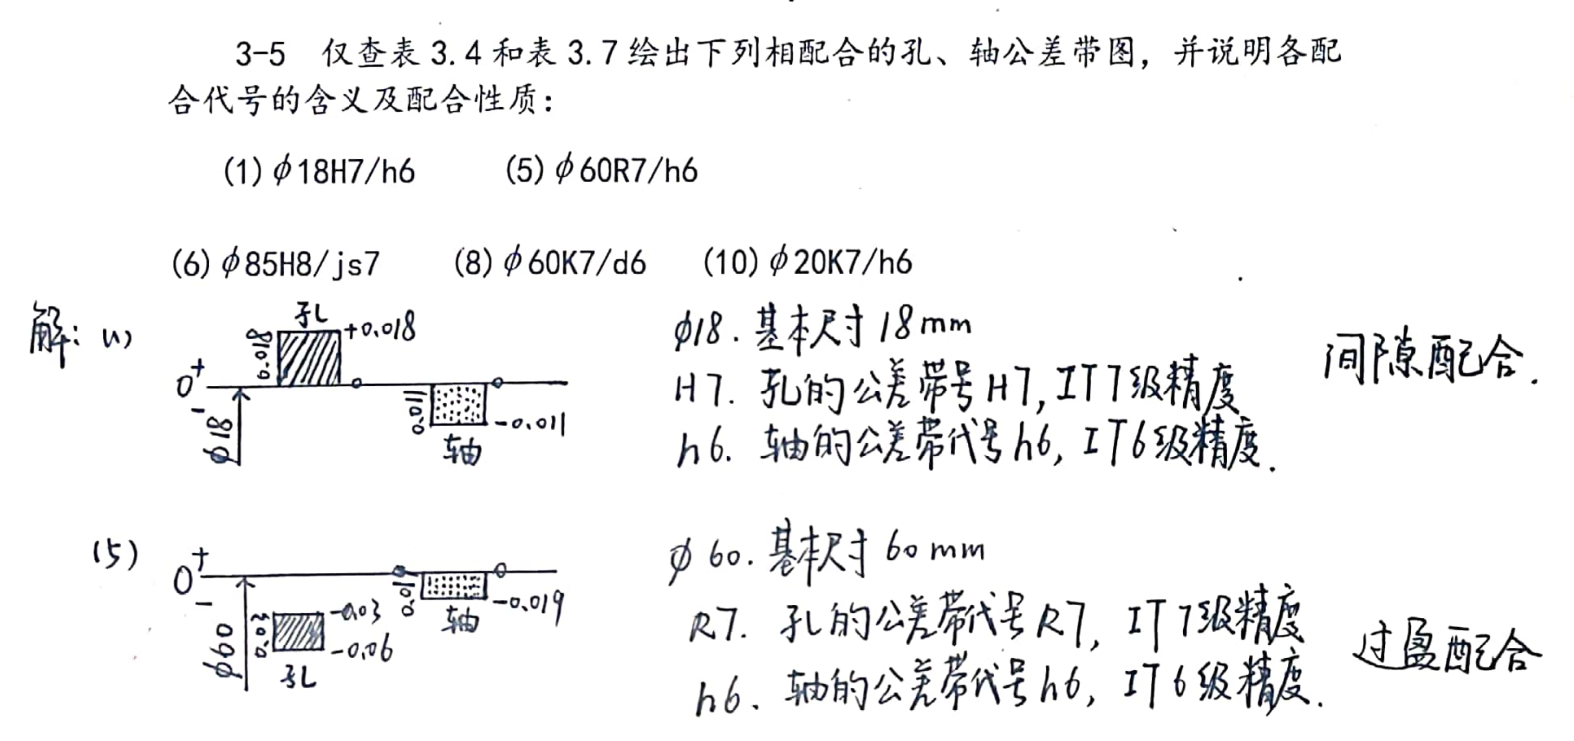 3-5 仅查表 3.4 和表 3.7 绘出下列相配合的孔、轴公差带图，并说明各配
合代号的含义及配合性质：
(1)ϕ18H7/h6 (5)ϕ60R7/h6
(6)ϕ85H8/js7 (8)ϕ60K7/d6 (10)ϕ20K7/h6
解：(1)
孔
+0.018
0.018
0
+
-
ϕ18
0.011
-0.011
轴
ϕ18. 基本尺寸 18mm
H7. 孔的公差带号H7, IT7级精度
h6. 轴的公差带代号h6, IT6级精度.
间隙配合.
(5)
0
+
-
ϕ60
0.03
-0.03
-0.06
孔
0.019
-0.019
轴
ϕ60. 基本尺寸 60mm
R7. 孔的公差带代号R7, IT7级精度
h6. 轴的公差带代号h6, IT6级精度.
过盈配合